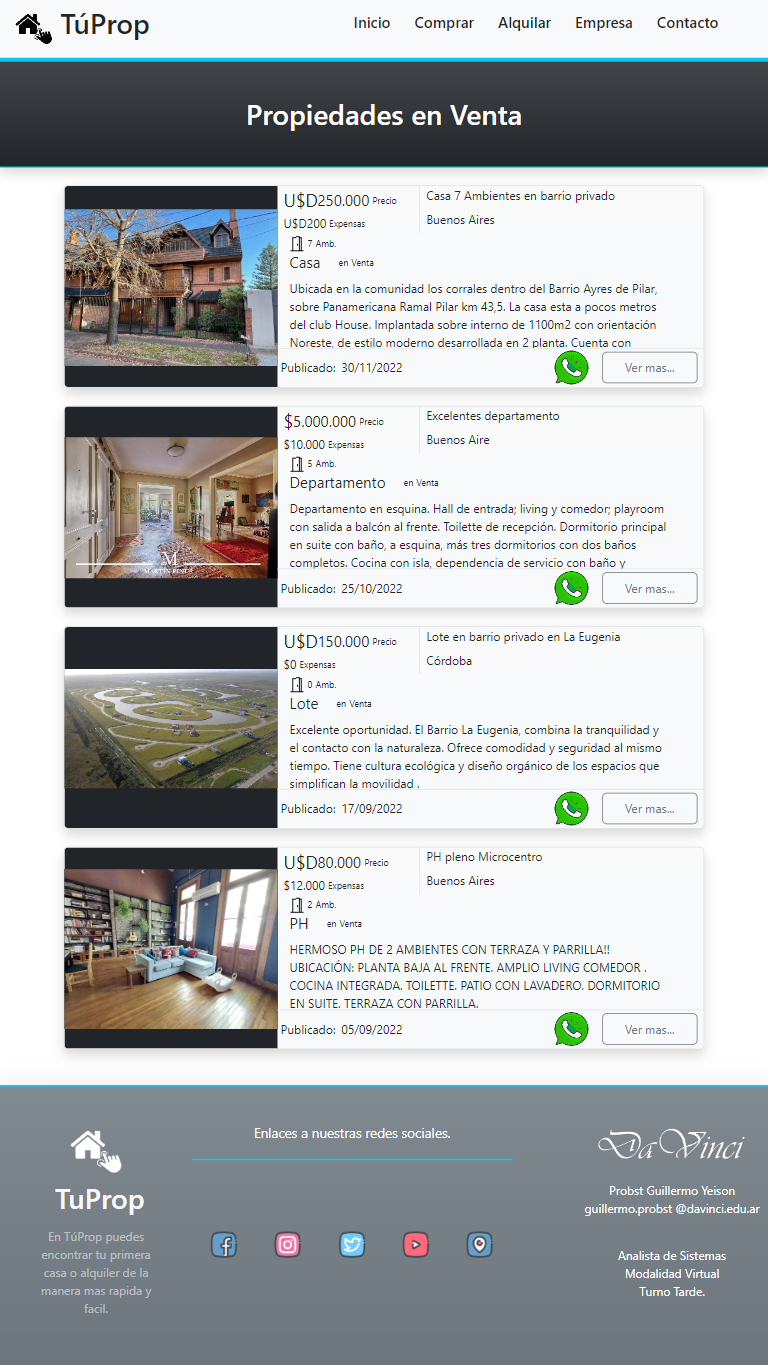 TúProp
Inicio Comprar Alquilar Empresa Contacto
Propiedades en Venta
U$D250.000 Precio
Casa 7 Ambientes en barrio privado
U$D200 Expensas
Buenos Aires
7 Amb.
Casa en Venta
Ubicada en la comunidad los corrales dentro del Barrio Ayres de Pilar,
sobre Panamericana Ramal Pilar km 43,5. La casa esta a pocos metros
del club House. Implantada sobre interno de 1100m2 con orientación
Noreste, de estilo moderno desarrollada en 2 planta. Cuenta con
Publicado: 30/11/2022
Ver mas...
$5.000.000 Precio
Excelentes departamento
$10.000 Expensas
Buenos Aire
5 Amb.
Departamento en Venta
Departamento en esquina. Hall de entrada; living y comedor; playroom
con salida a balcón al frente. Toilette de recepción. Dormitorio principal
en suite con baño, a esquina, más tres dormitorios con dos baños
completos. Cocina con isla, dependencia de servicio con baño y
M
MARTIN PINUS
Publicado: 25/10/2022
Ver mas...
U$D150.000 Precio
Lote en barrio privado en La Eugenia
$0 Expensas
Córdoba
0 Amb.
Lote en Venta
Excelente oportunidad. El Barrio La Eugenia, combina la tranquilidad y
el contacto con la naturaleza. Ofrece comodidad y seguridad al mismo
tiempo. Tiene cultura ecológica y diseño orgánico de los espacios que
simplifican la movilidad .
Publicado: 17/09/2022
Ver mas...
U$D80.000 Precio
PH pleno Microcentro
$12.000 Expensas
Buenos Aires
2 Amb.
PH en Venta
HERMOSO PH DE 2 AMBIENTES CON TERRAZA Y PARRILLA!!
UBICACIÓN: PLANTA BAJA AL FRENTE. AMPLIO LIVING COMEDOR .
COCINA INTEGRADA. TOILETTE. PATIO CON LAVADERO. DORMITORIO
EN SUITE. TERRAZA CON PARRILLA.
Publicado: 05/09/2022
Ver mas...
TuProp
En TúProp puedes
encontrar tu primera
casa o alquiler de la
manera mas rapida y
facil.
Enlaces a nuestras redes sociales.
DaVinci
Probst Guillermo Yeison
guillermo.probst @davinci.edu.ar
Analista de Sistemas
Modalidad Virtual
Turno Tarde.